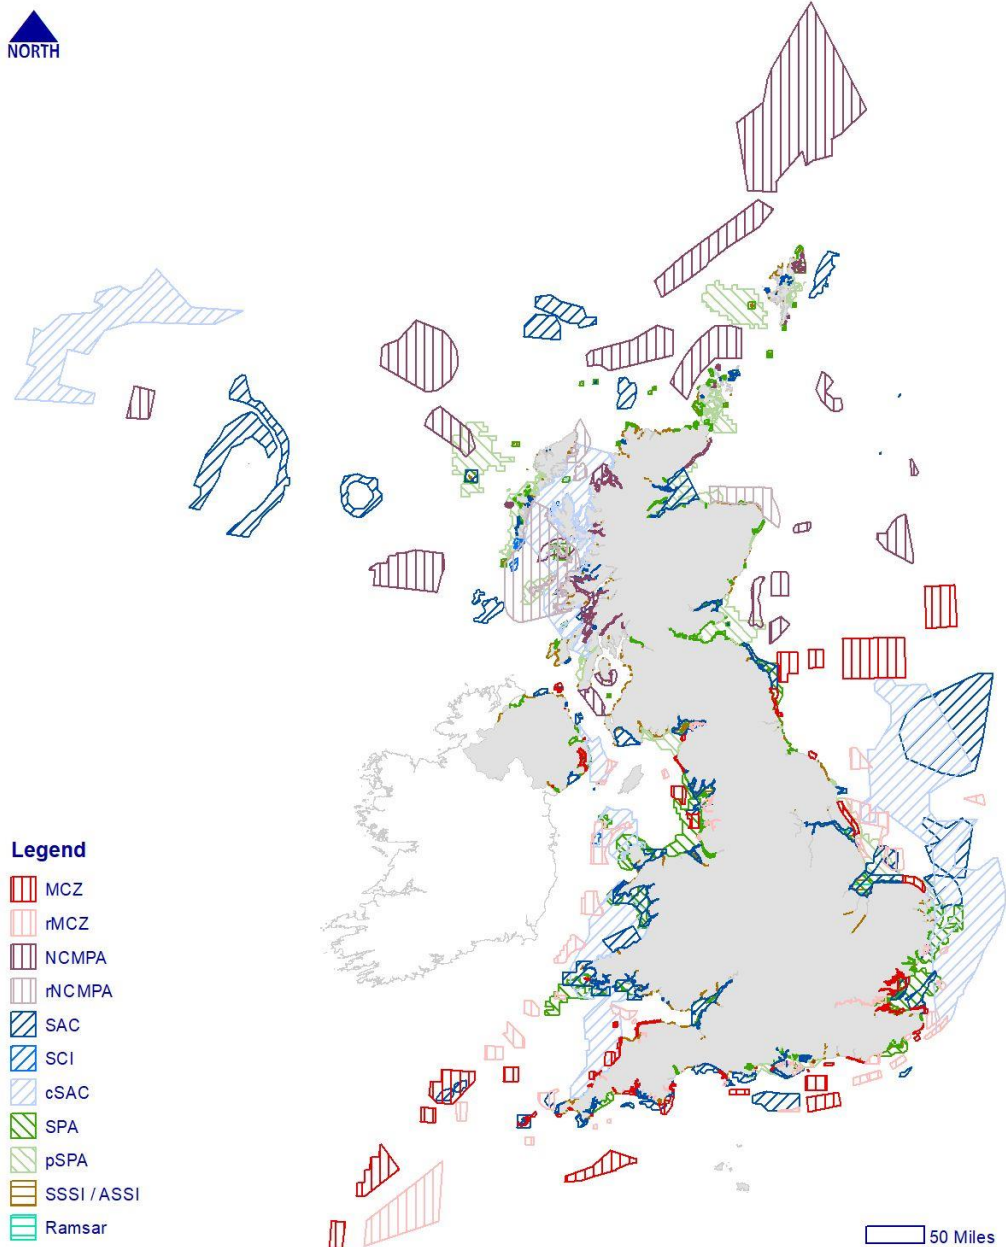 NORTH
Legend
MCZ
rMCZ
NCMPA
rNCMPA
SAC
SCI
cSAC
SPA
pSPA
SSSI / ASSI
Ramsar
50 Miles